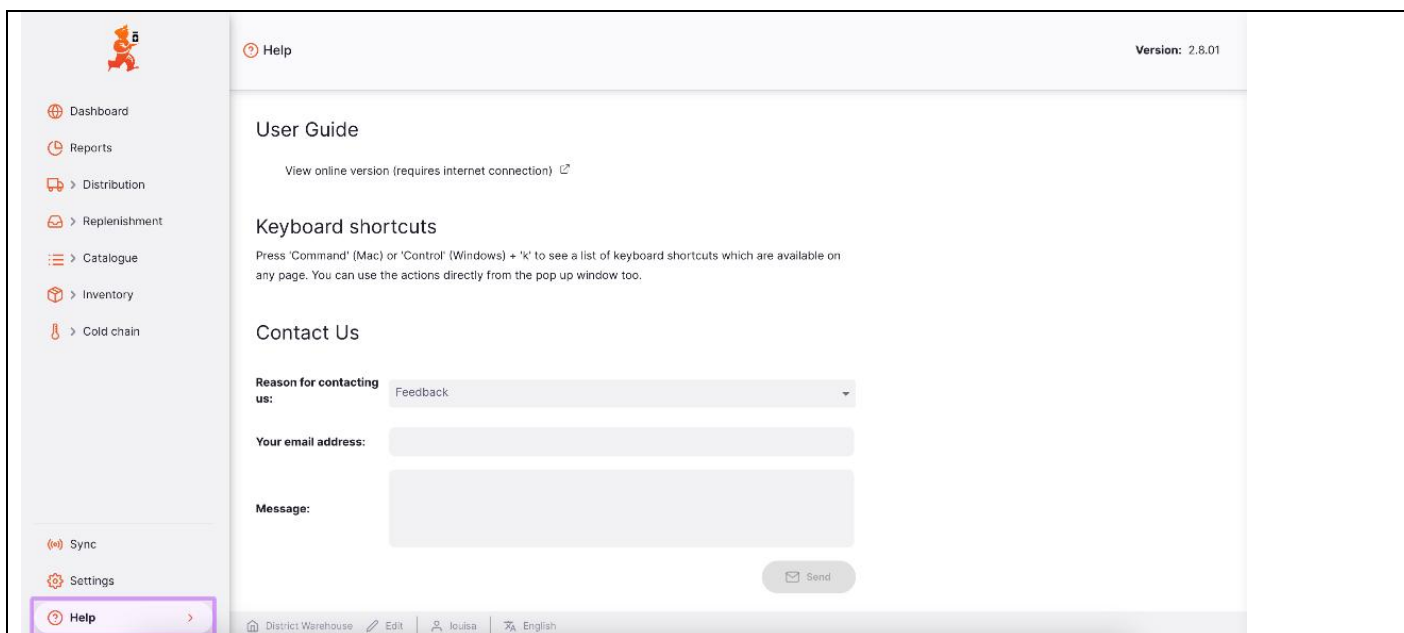 Help
Version: 2.8.01
Dashboard
Reports
Distribution
Replenishment
Catalogue
Inventory
Cold chain
Sync
Settings
Help
User Guide
View online version (requires internet connection)
Keyboard shortcuts
Press 'Command' (Mac) or 'Control' (Windows) + 'k' to see a list of keyboard shortcuts which are available on
any page. You can use the actions directly from the pop up window too.
Contact Us
Reason for contacting
us:
Feedback
Your email address:
Message:
Send
District Warehouse Edit louisa English